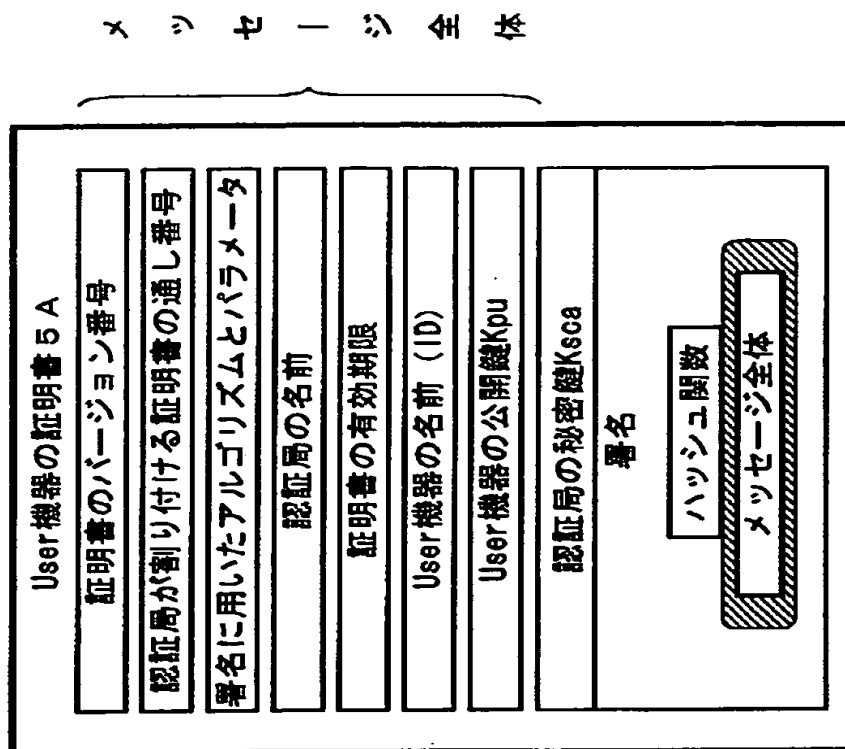 User機器の証明書5A
証明書のバージョン番号
認証局が割り付ける証明書の通し番号
署名に用いたアルゴリズムとパラメータ
認証局の名前
証明書の有効期限
User機器の名前 (ID)
User機器の公開鍵Kpu
メッセージ全体
認証局の秘密鍵Ksca
署名
ハッシュ関数
メッセージ全体